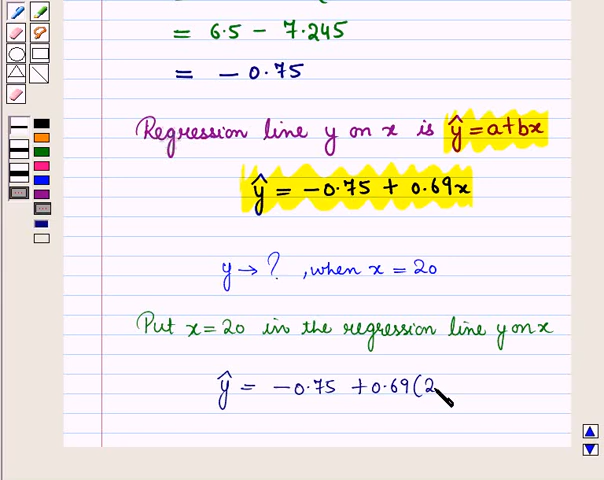 = 6.5 - 7.245
= - 0.75
Regression line y on x is ŷ = a+bx
ŷ = -0.75 + 0.69x
y → ? , when x = 20
Put x = 20 in the regression line y on x
ŷ = -0.75 + 0.69(2